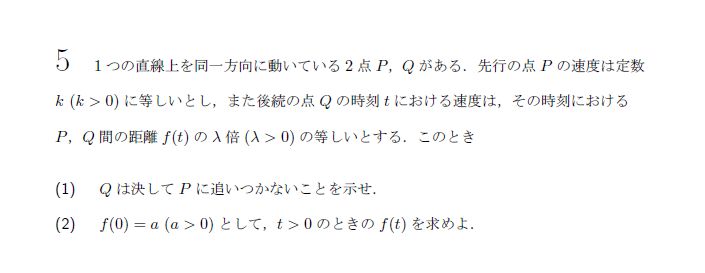 5 1つの直線上を同一方向に動いている2点 P, Q がある．先行の点 P の速度は定数
k (k > 0) に等しいとし，また後続の点 Q の時刻 t における速度は，その時刻における
P, Q 間の距離 f(t) の λ 倍 (λ > 0) の等しいとする．このとき
(1) Q は決して P に追いつかないことを示せ．
(2) f(0) = a (a > 0) として，t > 0 のときの f(t) を求めよ．